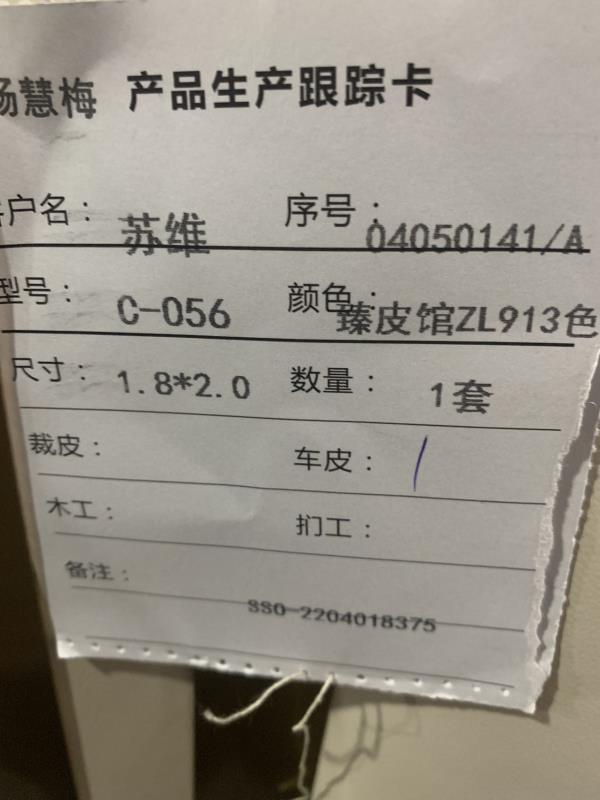 杨慧梅 产品生产跟踪卡
客户名： 苏维 序号： 04050141/A
型号： C-056 颜色： 臻皮馆ZL913色
尺寸： 1.8*2.0 数量： 1套
裁皮： 车皮： /
木工： 扪工：
备注：
SS0-2204018375